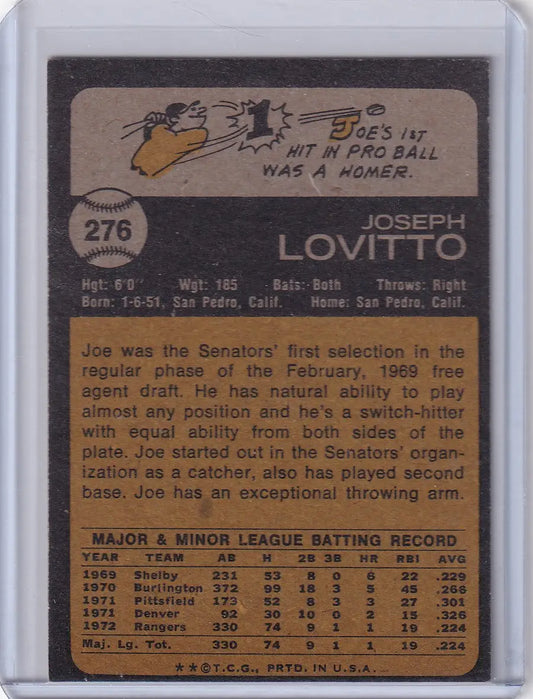 1
JOE'S 1ST
HIT IN PRO BALL
WAS A HOMER.
276
JOSEPH
LOVITTO
Hgt: 6'0" Wgt: 185 Bats: Both Throws: Right
Born: 1-6-51, San Pedro, Calif. Home: San Pedro, Calif.
Joe was the Senators' first selection in the
regular phase of the February, 1969 free
agent draft. He has natural ability to play
almost any position and he's a switch-hitter
with equal ability from both sides of the
plate. Joe started out in the Senators' organ-
ization as a catcher, also has played second
base. Joe has an exceptional throwing arm.
MAJOR & MINOR LEAGUE BATTING RECORD
YEAR TEAM AB H 2B 3B HR RBI AVG
1969 Shelby 231 53 8 0 6 22 .229
1970 Burlington 372 99 18 3 5 45 .266
1971 Pittsfield 173 52 8 3 3 27 .301
1971 Denver 92 30 10 0 2 15 .326
1972 Rangers 330 74 9 1 1 19 .224
Maj. Lg. Tot. 330 74 9 1 1 19 .224
**©T.C.G., PRTD. IN U.S.A.